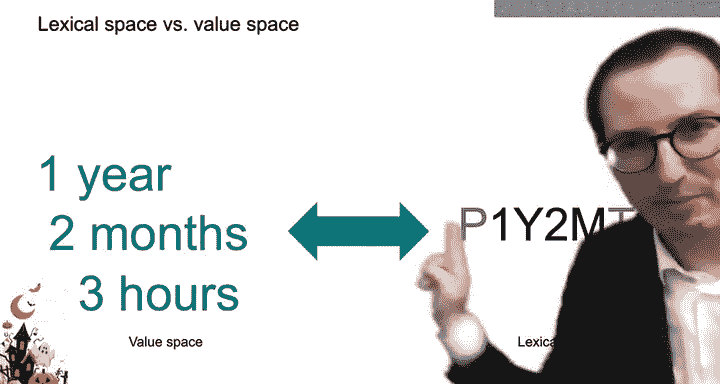 Lexical space vs. value space
1 year
2 months
3 hours
P1Y2MT
Value space